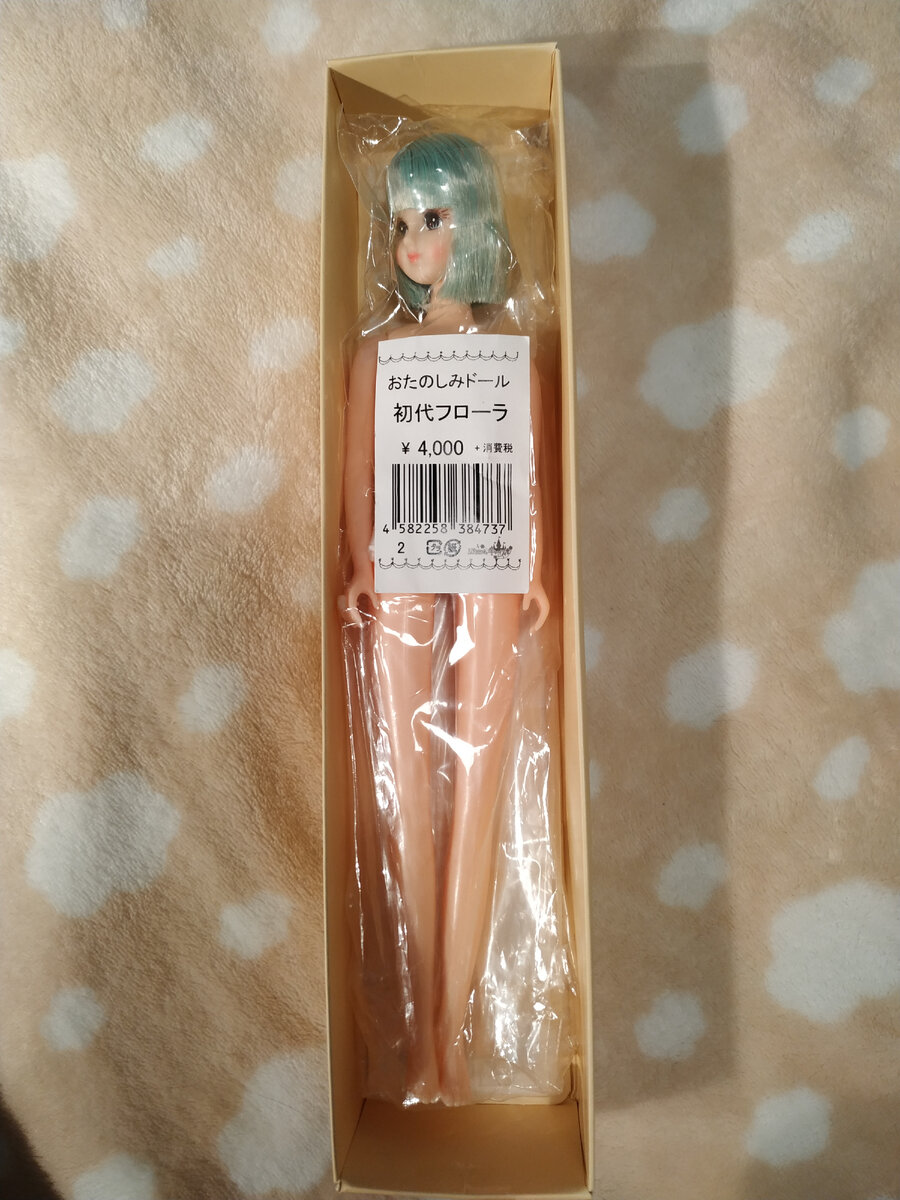 おたのしみドール
初代フローラ
¥ 4,000 +消費税
4 582258 384737
2